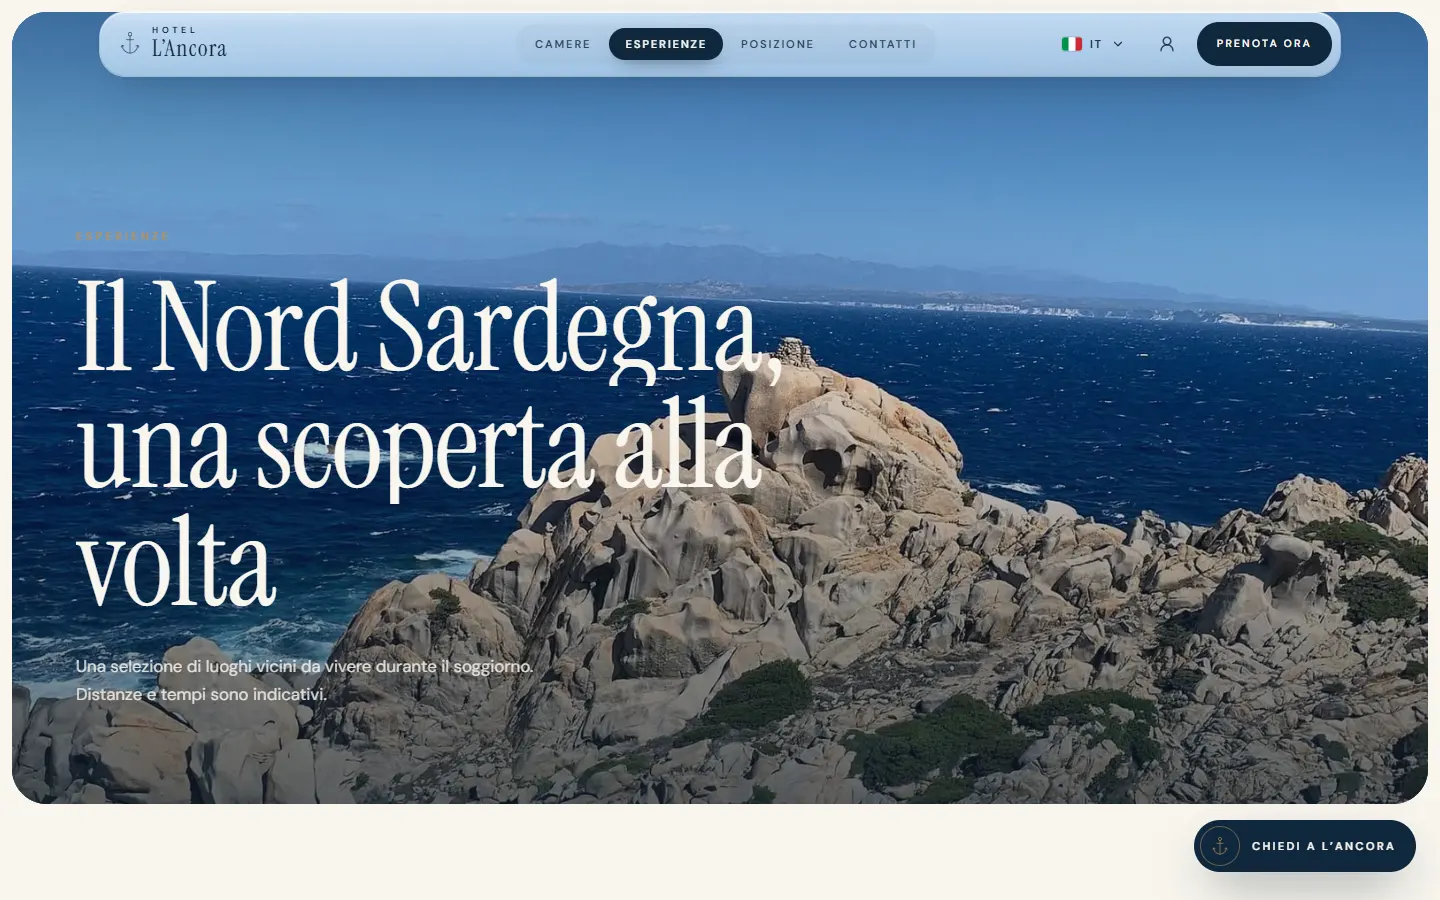 HOTEL
L'Ancora
CAMERE
ESPERIENZE
POSIZIONE
CONTATTI
IT
PRENOTA ORA
ESPERIENZE
Il Nord Sardegna,
una scoperta alla
volta
Una selezione di luoghi vicini da vivere durante il soggiorno.
Distanze e tempi sono indicativi.
CHIEDI A L'ANCORA